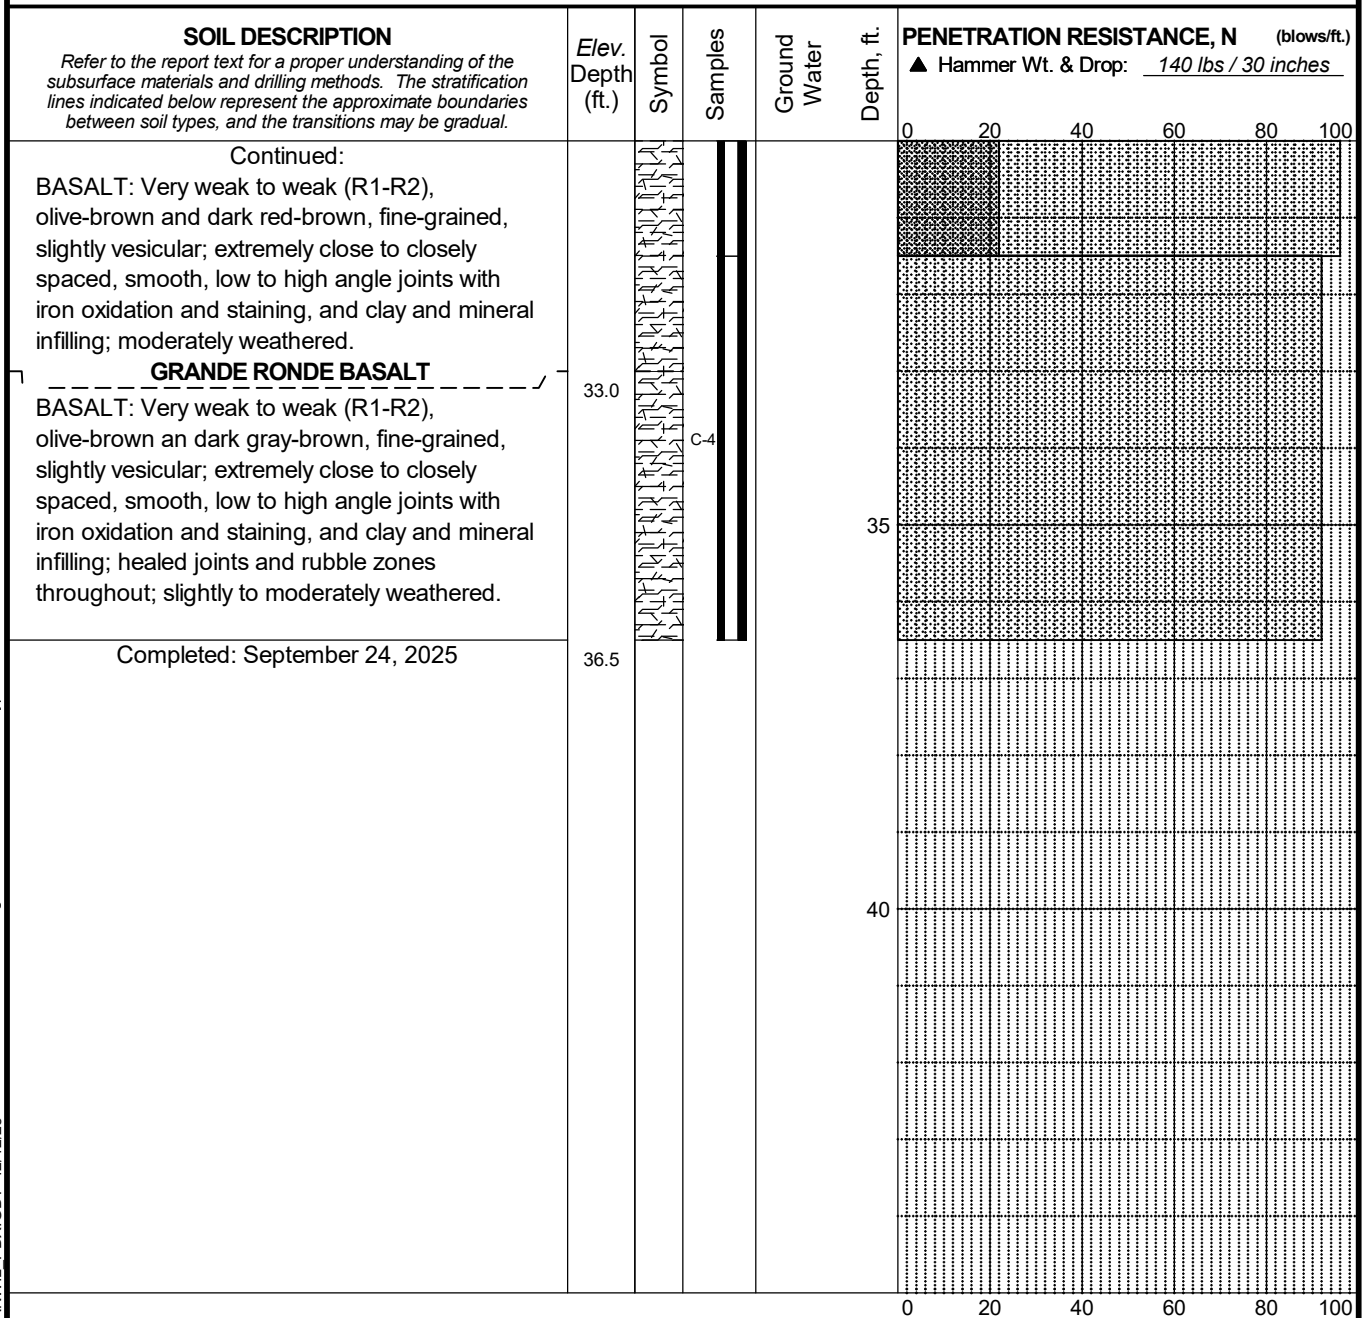 SOIL DESCRIPTION
Refer to the report text for a proper understanding of the
subsurface materials and drilling methods.  The stratification
lines indicated below represent the approximate boundaries
between soil types, and the transitions may be gradual.
Elev.
Depth
(ft.)
Symbol
Samples
Ground
Water
Depth, ft.
PENETRATION RESISTANCE, N (blows/ft.)
▲ Hammer Wt. & Drop: 140 lbs / 30 inches
0 20 40 60 80 100
Continued:
BASALT: Very weak to weak (R1-R2),
olive-brown and dark red-brown, fine-grained,
slightly vesicular; extremely close to closely
spaced, smooth, low to high angle joints with
iron oxidation and staining, and clay and mineral
infilling; moderately weathered.
GRANDE RONDE BASALT
33.0
BASALT: Very weak to weak (R1-R2),
olive-brown an dark gray-brown, fine-grained,
slightly vesicular; extremely close to closely
spaced, smooth, low to high angle joints with
iron oxidation and staining, and clay and mineral
infilling; healed joints and rubble zones
throughout; slightly to moderately weathered.
C-4
35
Completed: September 24, 2025
36.5
40
0 20 40 60 80 100